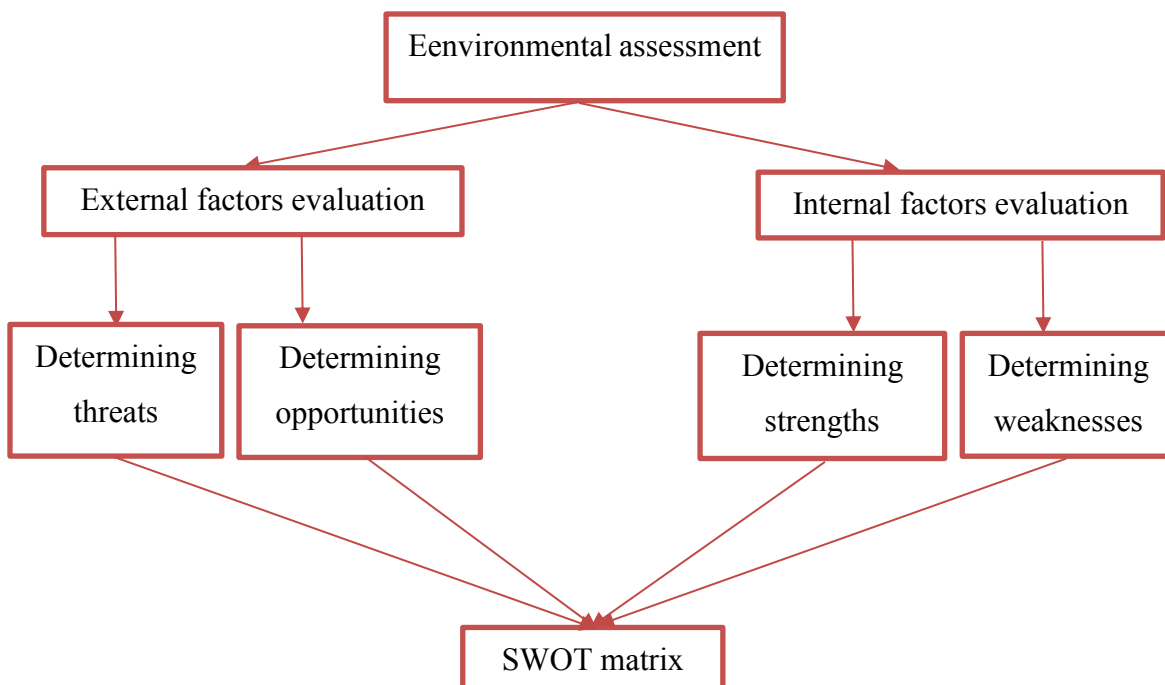 Eenvironmental assessment
External factors evaluation
Internal factors evaluation
Determining
threats
Determining
opportunities
Determining
strengths
Determining
weaknesses
SWOT matrix